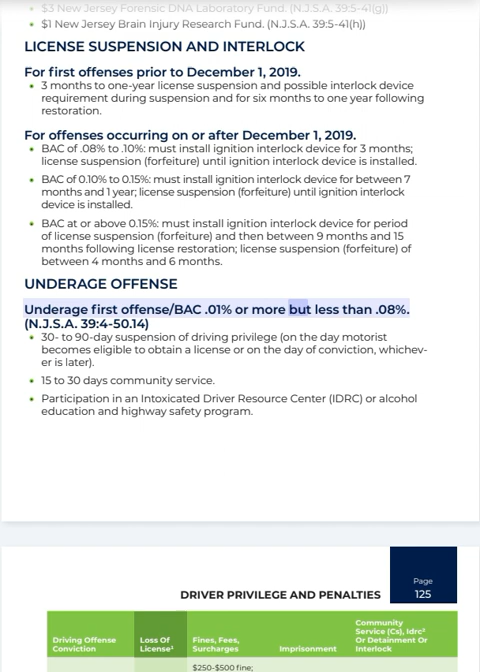 $3 New Jersey Forensic DNA Laboratory Fund. (N.J.S.A. 39:5-41(g))
• $1 New Jersey Brain Injury Research Fund. (N.J.S.A. 39:5-41(h))
LICENSE SUSPENSION AND INTERLOCK
For first offenses prior to December 1, 2019.
• 3 months to one-year license suspension and possible interlock device
requirement during suspension and for six months to one year following
restoration.
For offenses occurring on or after December 1, 2019.
• BAC of .08% to .10%: must install ignition interlock device for 3 months;
license suspension (forfeiture) until ignition interlock device is installed.
• BAC of 0.10% to 0.15%: must install ignition interlock device for between 7
months and 1 year; license suspension (forfeiture) until ignition interlock
device is installed.
• BAC at or above 0.15%: must install ignition interlock device for period
of license suspension (forfeiture) and then between 9 months and 15
months following license restoration; license suspension (forfeiture) of
between 4 months and 6 months.
UNDERAGE OFFENSE
Underage first offense/BAC .01% or more but less than .08%.
(N.J.S.A. 39:4-50.14)
• 30- to 90-day suspension of driving privilege (on the day motorist
becomes eligible to obtain a license or on the day of conviction, whichev-
er is later).
• 15 to 30 days community service.
• Participation in an Intoxicated Driver Resource Center (IDRC) or alcohol
education and highway safety program.
Page
DRIVER PRIVILEGE AND PENALTIES 125
Community
Service (Cs), Idrc²
Driving Offense Loss Of Fines, Fees, Or Detainment Or
Conviction License¹ Surcharges Imprisonment Interlock
$250-$500 fine;